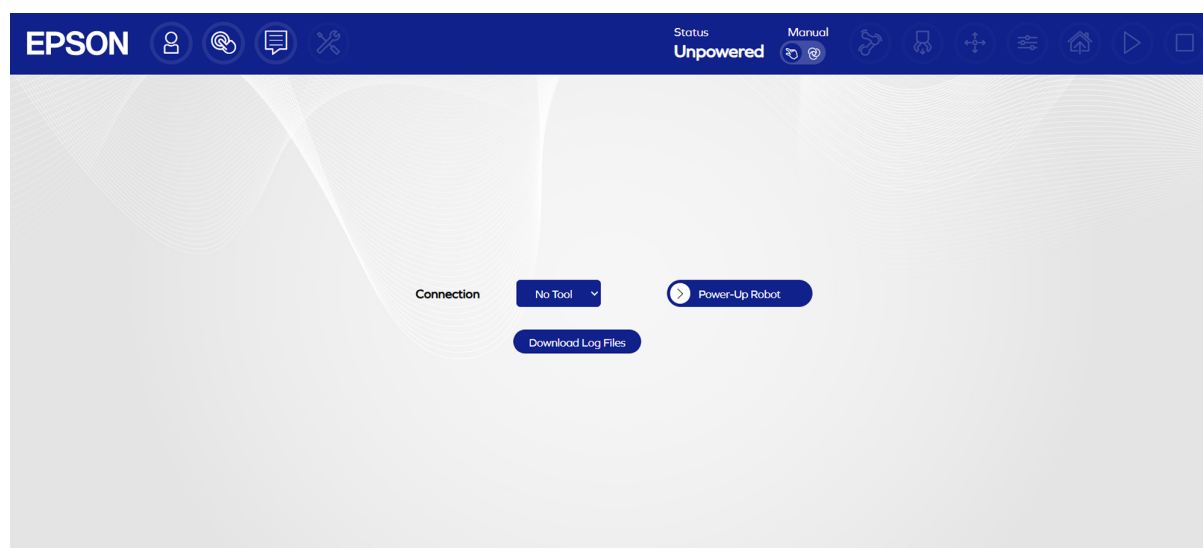 EPSON
Status
Unpowered
Manual
Connection
No Tool
Power-Up Robot
Download Log Files